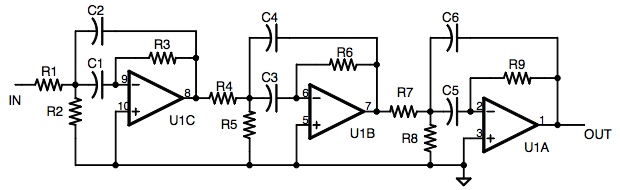 C2 C4 C6
R1 C1 R3 R4 C3 R6 R7 C5 R9
IN R2 9 10 8 U1C R5 6 5 7 U1B R8 2 3 1 U1A OUT